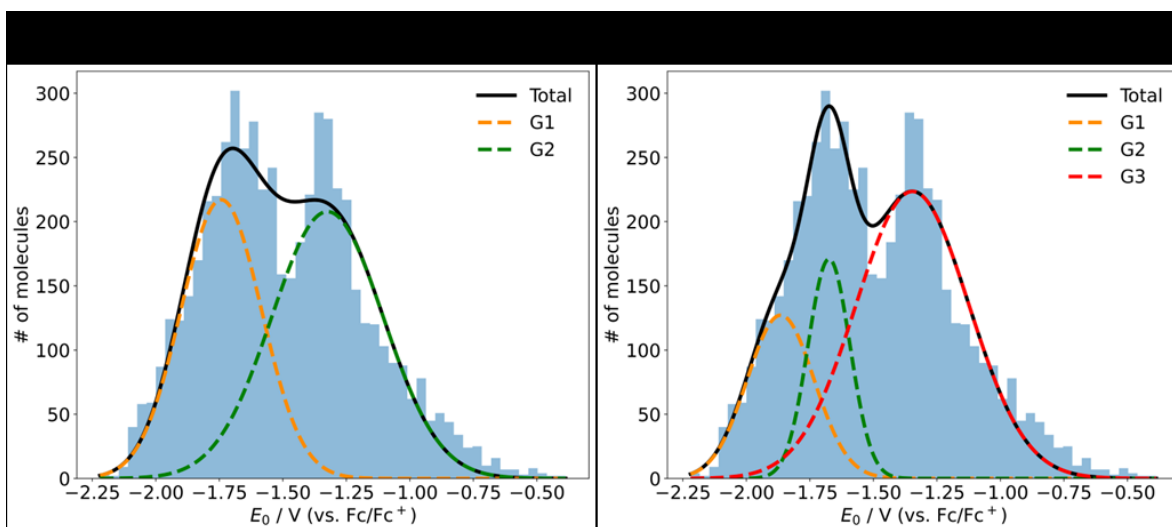 300
250
200
150
100
50
0
# of molecules
Total
G1
G2
−2.25 −2.00 −1.75 −1.50 −1.25 −1.00 −0.75 −0.50
E₀ / V (vs. Fc/Fc⁺)
300
250
200
150
100
50
0
# of molecules
Total
G1
G2
G3
−2.25 −2.00 −1.75 −1.50 −1.25 −1.00 −0.75 −0.50
E₀ / V (vs. Fc/Fc⁺)